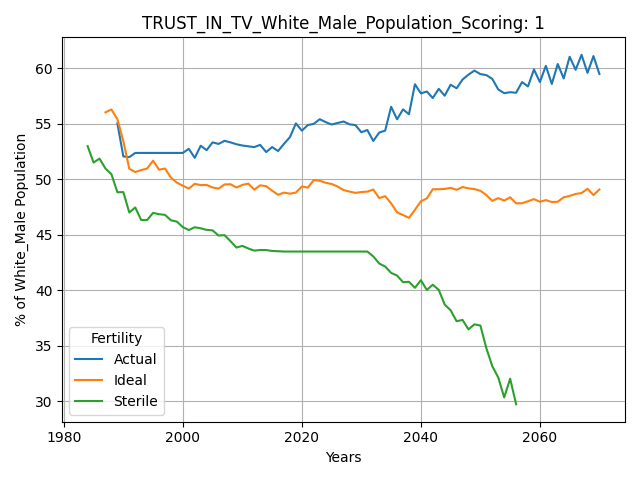 TRUST_IN_TV_White_Male_Population_Scoring: 1
% of White_Male Population
60
55
50
45
40
35
30
Fertility
Actual
Ideal
Sterile
1980
2000
2020
2040
2060
Years